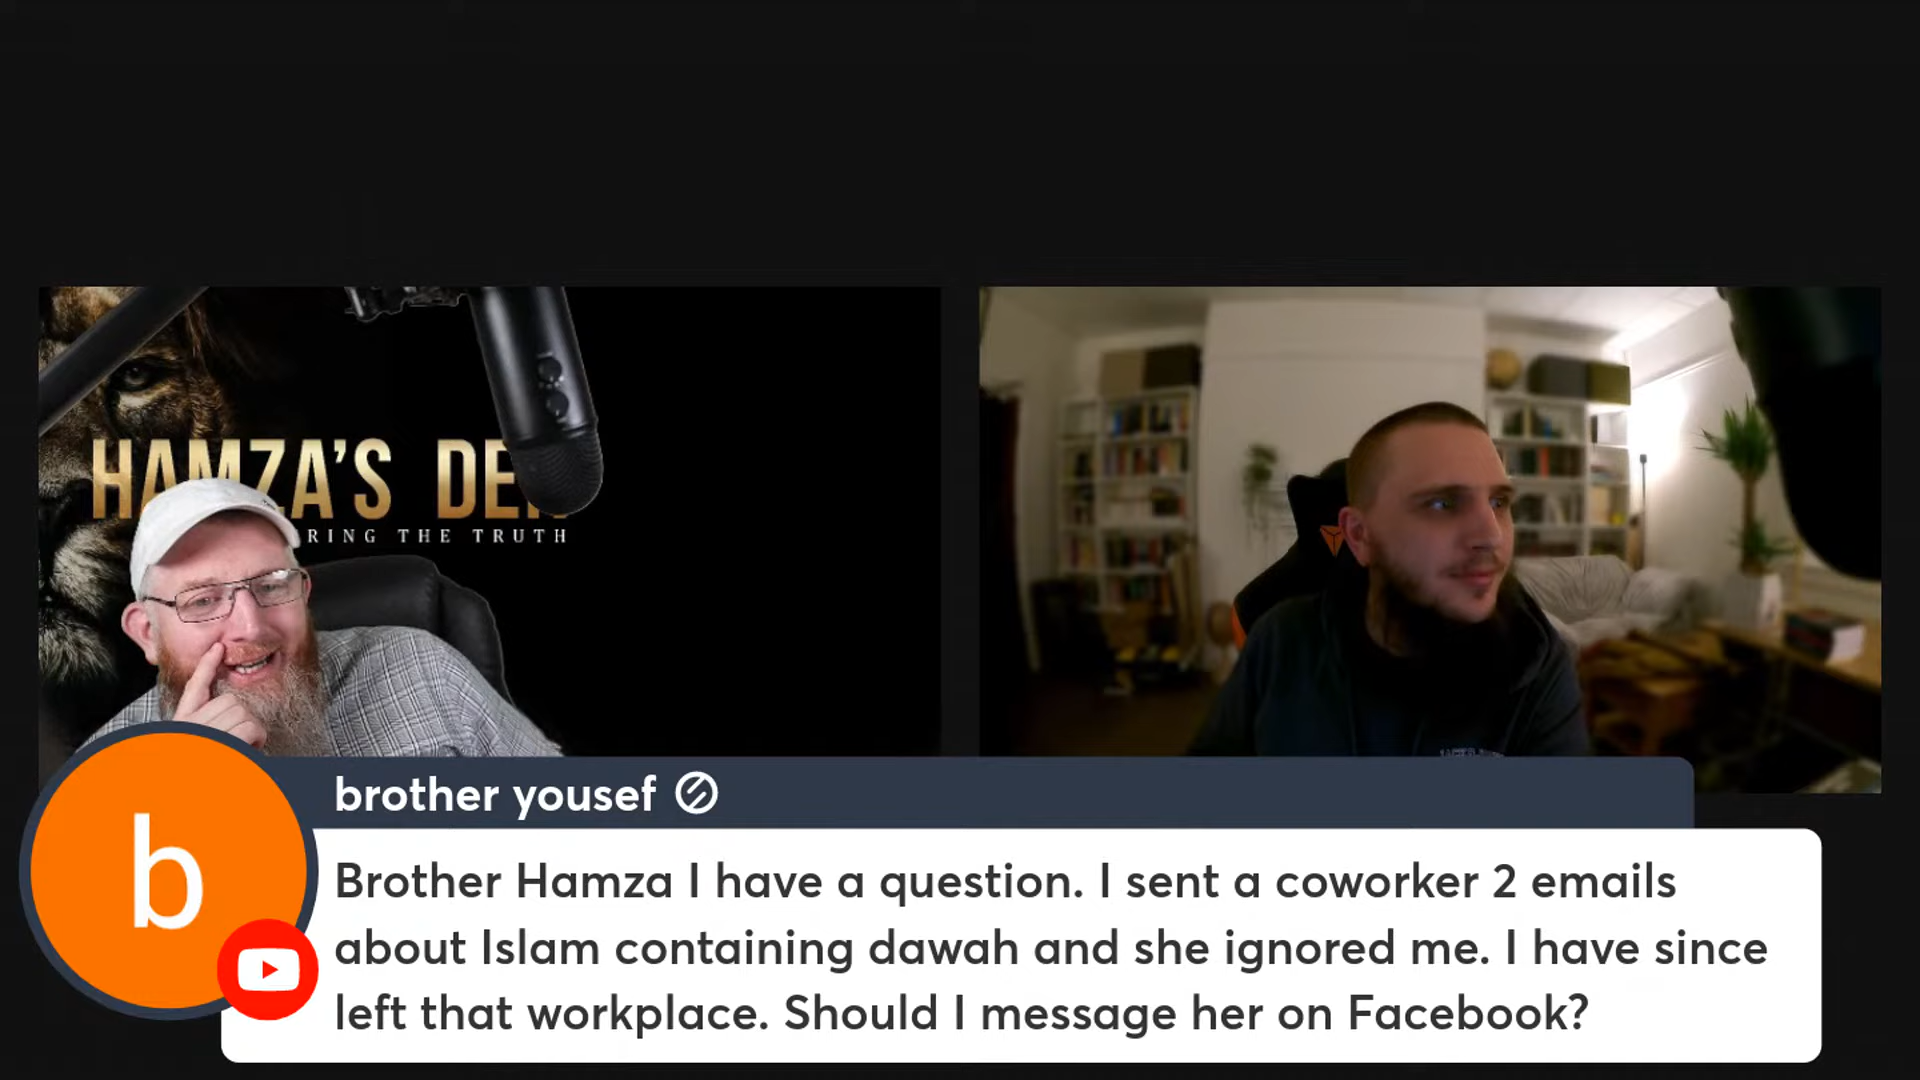 HAMZA'S DE
RING THE TRUTH
brother yousef
b
Brother Hamza I have a question. I sent a coworker 2 emails
about Islam containing dawah and she ignored me. I have since
left that workplace. Should I message her on Facebook?